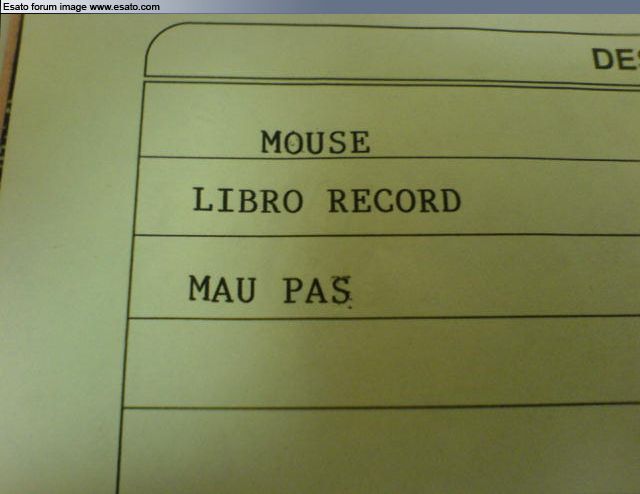 Esato forum image www.esato.com
MOUSE
LIBRO RECORD
MAU PAS